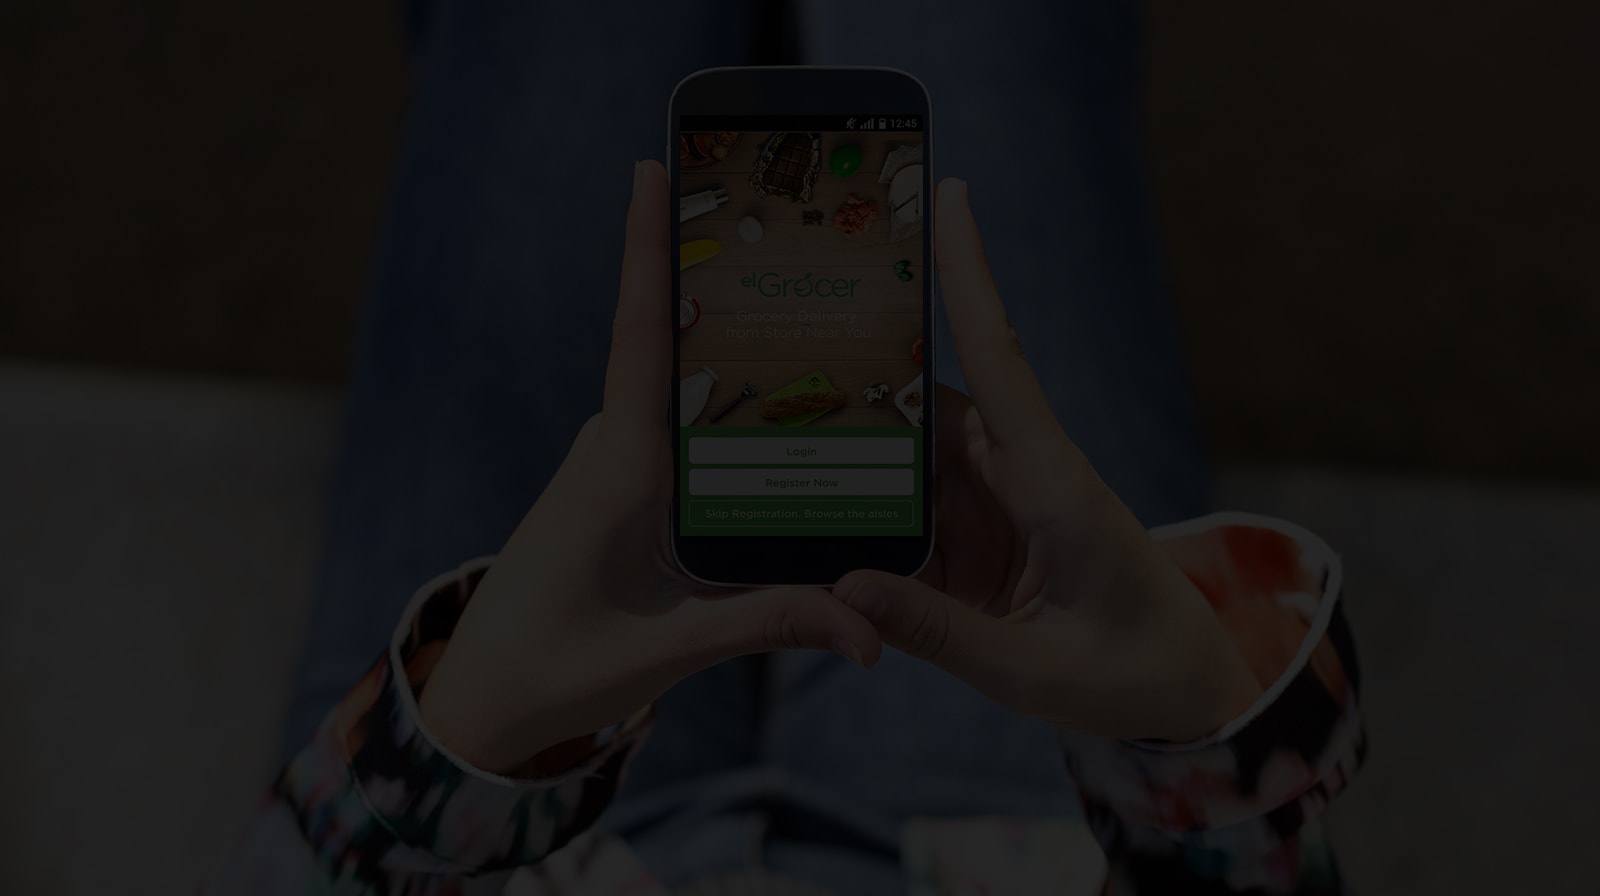 12:45
elGrocer
Grocery Delivery
from Store Near You
Login
Register Now
Skip Registration. Browse the aisles